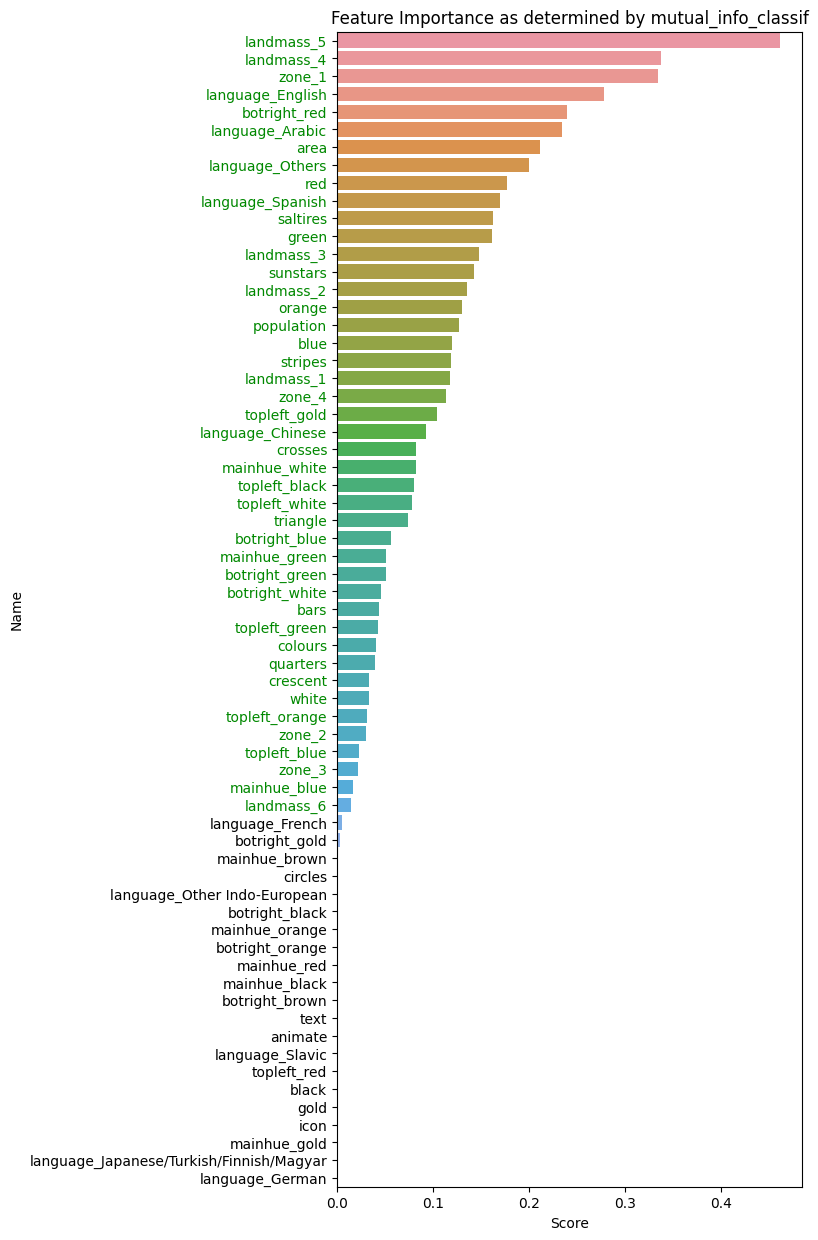 Feature Importance as determined by mutual_info_classif
landmass_5
landmass_4
zone_1
language_English
botright_red
language_Arabic
area
language_Others
red
language_Spanish
saltires
green
landmass_3
sunstars
landmass_2
orange
population
blue
stripes
landmass_1
zone_4
topleft_gold
language_Chinese
crosses
mainhue_white
topleft_black
topleft_white
triangle
botright_blue
mainhue_green
botright_green
botright_white
bars
topleft_green
colours
quarters
crescent
white
topleft_orange
zone_2
topleft_blue
zone_3
mainhue_blue
landmass_6
language_French
botright_gold
mainhue_brown
circles
language_Other Indo-European
botright_black
mainhue_orange
botright_orange
mainhue_red
mainhue_black
botright_brown
text
animate
language_Slavic
topleft_red
black
gold
icon
mainhue_gold
language_Japanese/Turkish/Finnish/Magyar
language_German
Name
0.0 0.1 0.2 0.3 0.4
Score